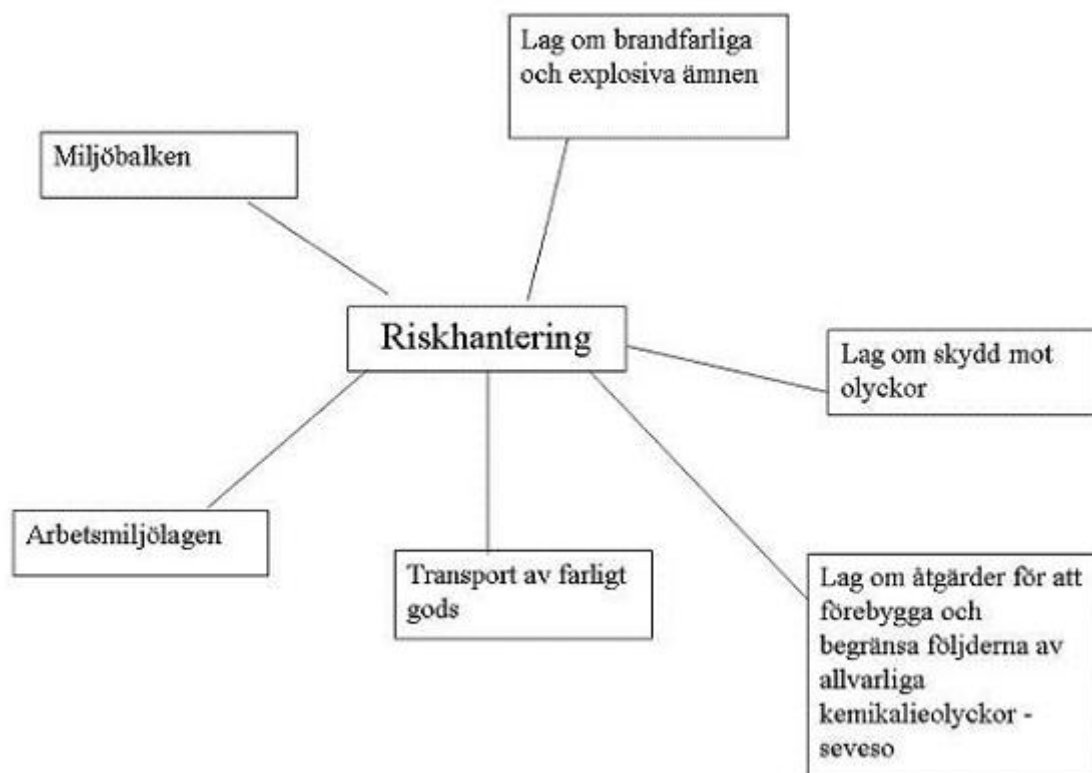 Lag om brandfarliga
och explosiva ämnen
Miljöbalken
Riskhantering
Lag om skydd mot
olyckor
Arbetsmiljölagen
Transport av farligt
gods
Lag om åtgärder för att
förebygga och
begränsa följderna av
allvarliga
kemikalieolyckor -
seveso